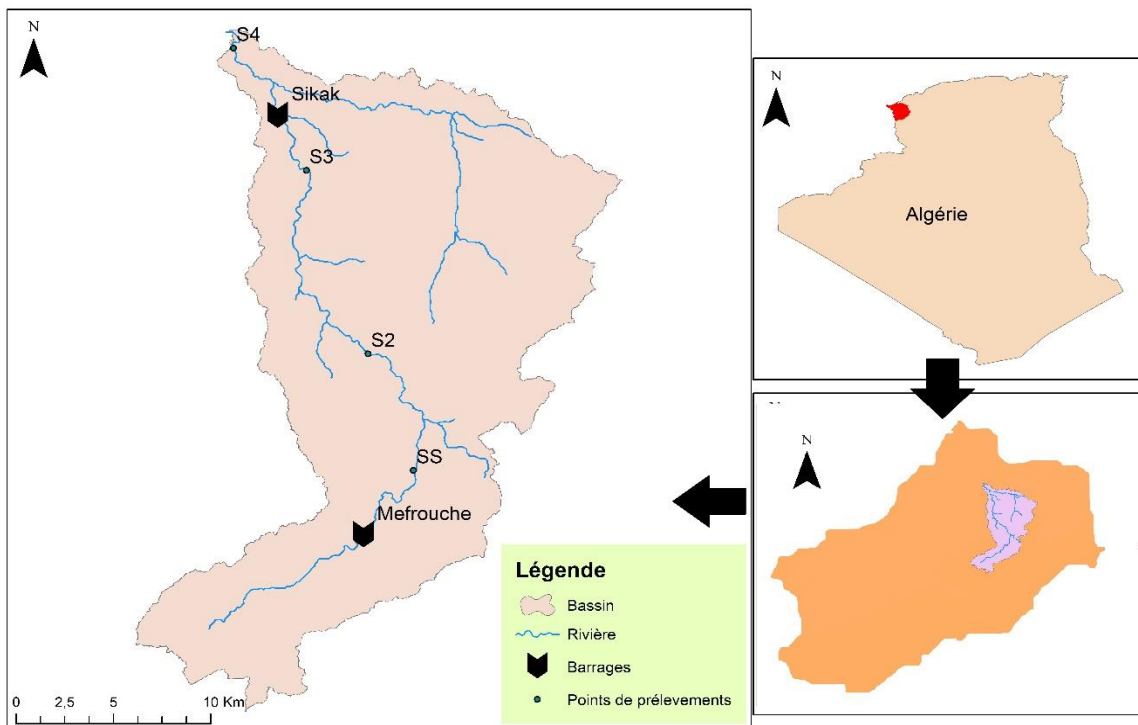 N
S4
Sikak
S3
S2
SS
Mefrouche
Légende
Bassin
Rivière
Barrages
Points de prélevements
0 2,5 5 10 Km
N
Algérie
N